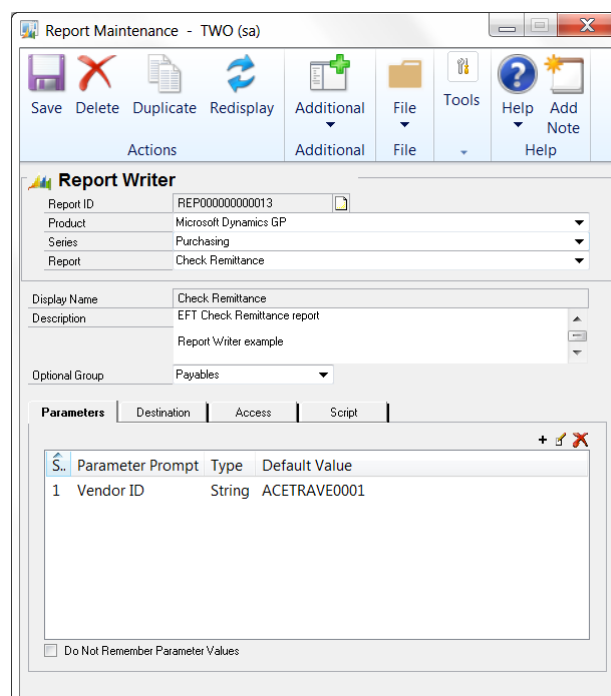 Report Maintenance - TWO (sa)
Save Delete Duplicate Redisplay Additional File Tools Help Add Note
Actions Additional File Help
Report Writer
Report ID REP000000000013
Product Microsoft Dynamics GP
Series Purchasing
Report Check Remittance
Display Name Check Remittance
Description EFT Check Remittance report
Report Writer example
Optional Group Payables
Parameters Destination Access Script
S.. Parameter Prompt Type Default Value
1 Vendor ID String ACETRAVE0001
Do Not Remember Parameter Values